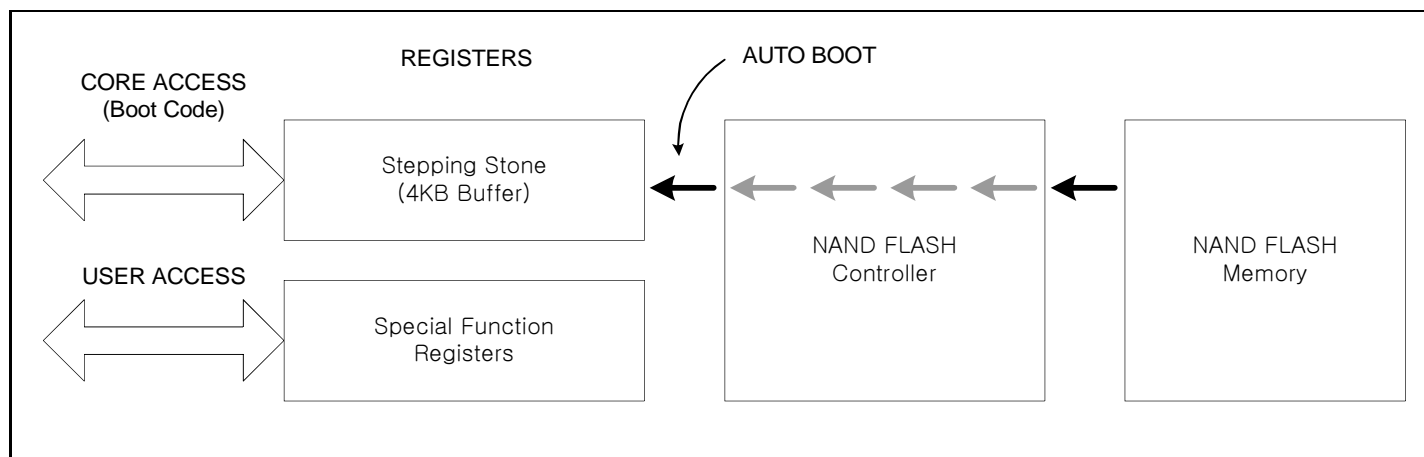 REGISTERS
AUTO BOOT
CORE ACCESS
(Boot Code)
Stepping Stone
(4KB Buffer)
NAND FLASH
Controller
NAND FLASH
Memory
USER ACCESS
Special Function
Registers